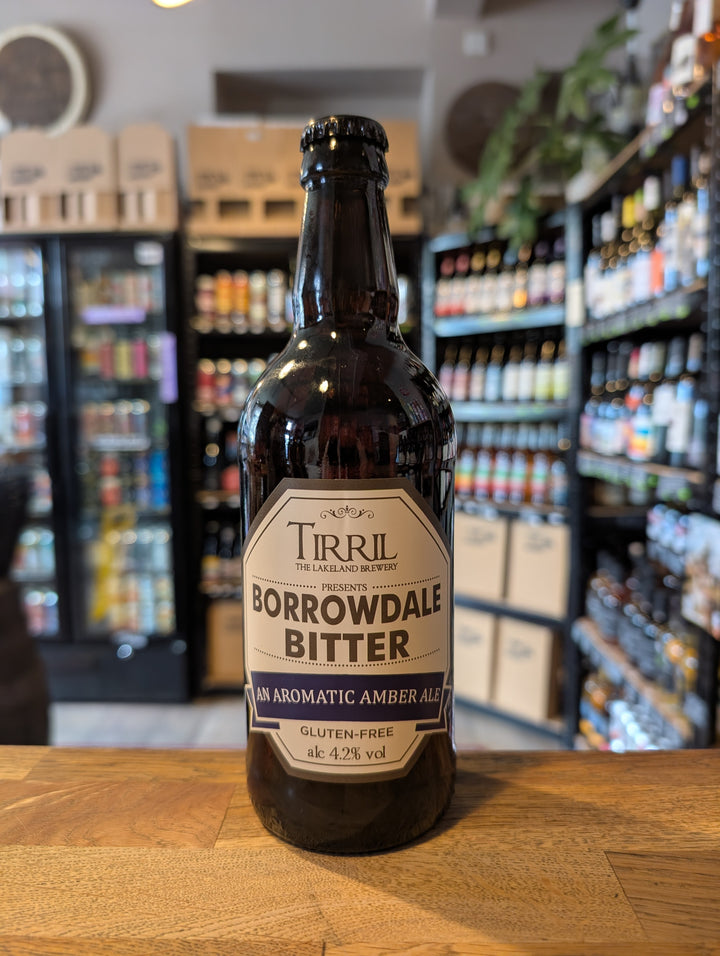 TIRRIL
THE LAKELAND BREWERY
PRESENTS
BORROWDALE
BITTER
AN AROMATIC AMBER ALE
GLUTEN-FREE
alc 4.2% vol